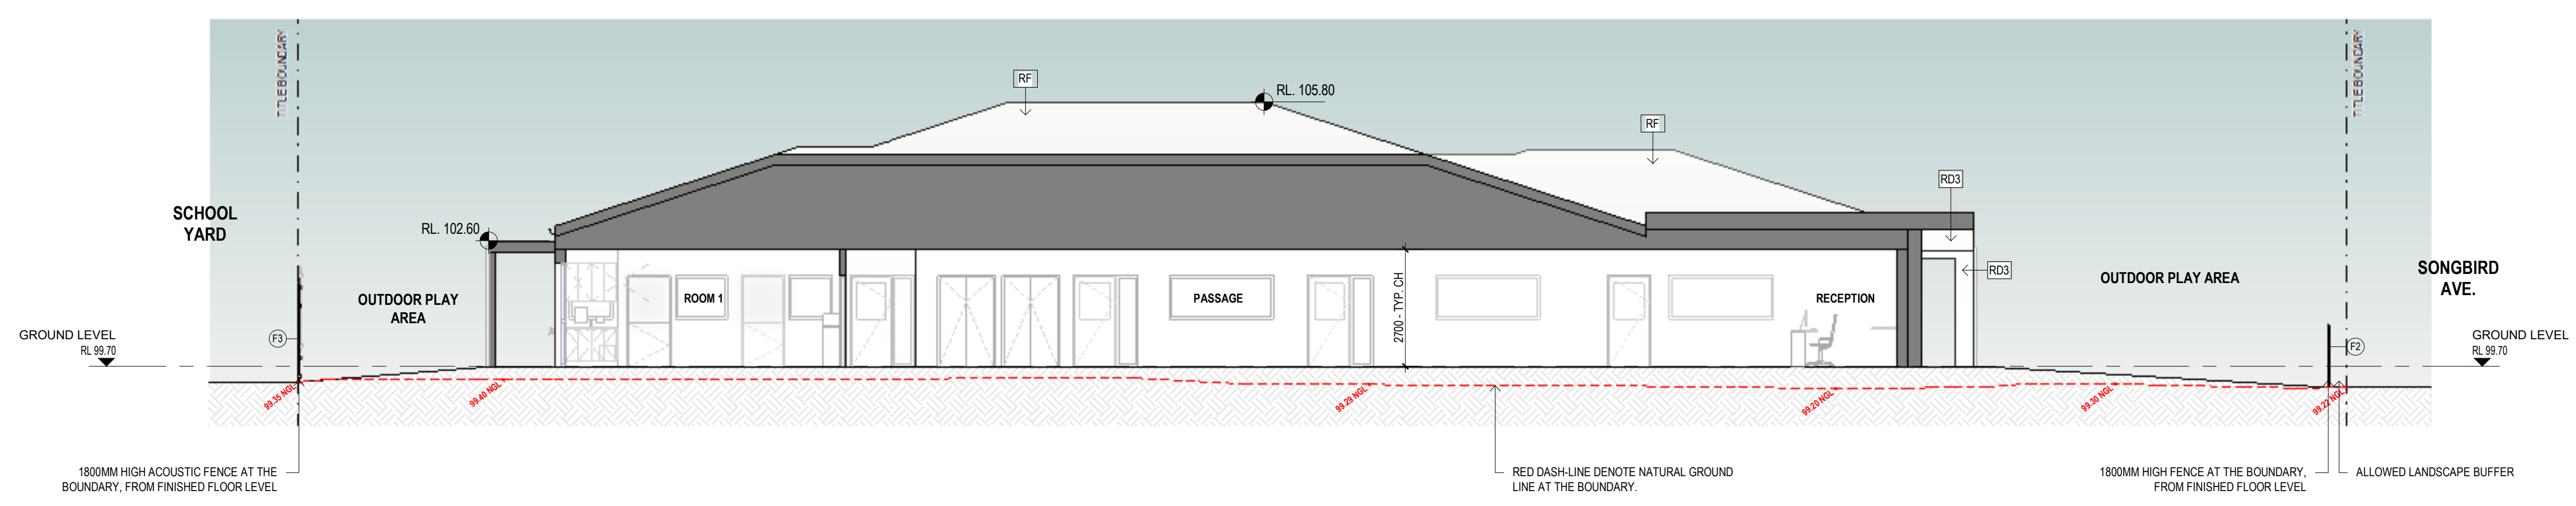 TITLE BOUNDARY
TITLE BOUNDARY
RF
RL. 105.80
RF
RD3
SCHOOL
YARD
RL. 102.60
RD3
OUTDOOR PLAY AREA
SONGBIRD
AVE.
OUTDOOR PLAY
AREA
ROOM 1
PASSAGE
2700 - TYP. CH
RECEPTION
GROUND LEVEL
RL 99.70
F3
F2
GROUND LEVEL
RL 99.70
99.35 NGL
99.40 NGL
99.29 NGL
99.20 NGL
99.30 NGL
99.22 NGL
1800MM HIGH ACOUSTIC FENCE AT THE
BOUNDARY, FROM FINISHED FLOOR LEVEL
RED DASH-LINE DENOTE NATURAL GROUND
LINE AT THE BOUNDARY.
1800MM HIGH FENCE AT THE BOUNDARY,
FROM FINISHED FLOOR LEVEL
ALLOWED LANDSCAPE BUFFER